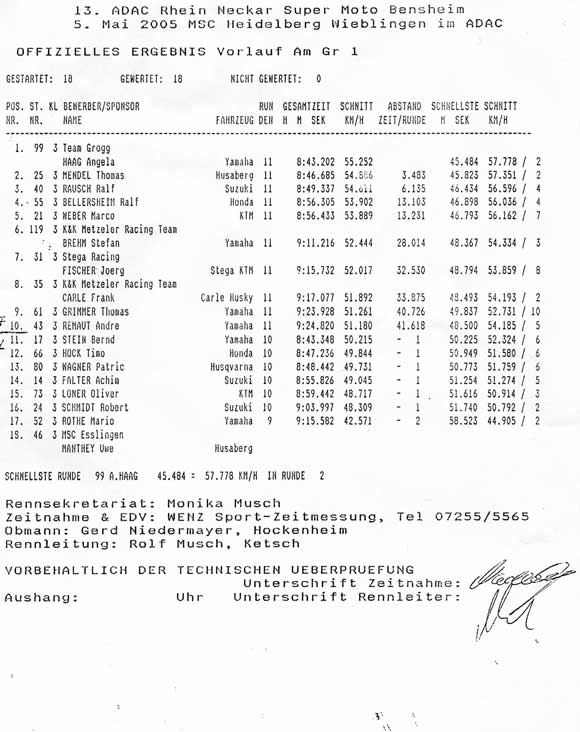 13. ADAC Rhein Neckar Super Moto Bensheim
5. Mai 2005 MSC Heidelberg Wieblingen im ADAC
OFFIZIELLES ERGEBNIS Vorlauf Am Gr 1
GESTARTET: 18 GEWERTET: 18 NICHT GEWERTET: 0
POS. ST. KL BEWERBER/SPONSOR RUN GESAMTZEIT SCHNITT ABSTAND SCHNELLSTE SCHNITT
NR. NR. NAME FAHRZEUG DEN H M SEK KM/H ZEIT/RUNDE M SEK KM/H
1. 99 3 Team Grogg
HAAG Angela Yamaha 11 8:43.202 55.252 45.484 57.778 / 2
2. 25 3 MENDEL Thomas Husaberg 11 8:46.685 54.886 3.483 45.823 57.351 / 2
3. 40 3 RAUSCH Ralf Suzuki 11 8:49.337 54.611 6.135 46.434 56.596 / 4
4. 55 3 BELLERSHEIM Ralf Honda 11 8:56.305 53.902 13.103 46.898 56.036 / 4
5. 21 3 WEBER Marco KTM 11 8:56.433 53.889 13.231 46.793 56.162 / 7
6. 119 3 K&K Metzeler Racing Team
BREHM Stefan Yamaha 11 9:11.216 52.444 28.014 48.367 54.334 / 3
7. 31 3 Stega Racing
FISCHER Joerg Stega KTM 11 9:15.732 52.017 32.530 48.794 53.859 / 8
8. 35 3 K&K Metzeler Racing Team
CARLE Frank Carle Husky 11 9:17.077 51.892 33.875 48.493 54.193 / 2
9. 61 3 GRIMMER Thomas Yamaha 11 9:23.928 51.261 40.726 49.837 52.731 / 10
10. 43 3 REMAUT Andre Yamaha 11 9:24.820 51.180 41.618 48.500 54.185 / 5
11. 17 3 STEIN Bernd Yamaha 10 8:43.348 50.215 - 1 50.225 52.324 / 6
12. 66 3 HOCK Timo Honda 10 8:47.236 49.844 - 1 50.949 51.580 / 6
13. 80 3 WAGNER Patric Husqvarna 10 8:48.442 49.731 - 1 50.773 51.759 / 6
14. 14 3 FALTER Achim Suzuki 10 8:55.826 49.045 - 1 51.254 51.274 / 5
15. 73 3 LONER Oliver KTM 10 8:59.442 48.717 - 1 51.616 50.914 / 3
16. 24 3 SCHMIDT Robert Suzuki 10 9:03.997 48.309 - 1 51.740 50.792 / 2
17. 52 3 ROTHE Mario Yamaha 9 9:15.582 42.571 - 2 58.523 44.905 / 2
18. 46 3 MSC Esslingen
MANTHEY Uwe Husaberg
SCHNELLSTE RUNDE 99 A.HAAG 45.484 = 57.778 KM/H IN RUNDE 2
Rennsekretariat: Monika Musch
Zeitnahme & EDV: WENZ Sport-Zeitmessung, Tel 07255/5565
Obmann: Gerd Niedermayer, Hockenheim
Rennleitung: Rolf Musch, Ketsch
VORBEHALTLICH DER TECHNISCHEN UEBERPRUEFUNG
Unterschrift Zeitnahme:
Aushang: Uhr Unterschrift Rennleiter: